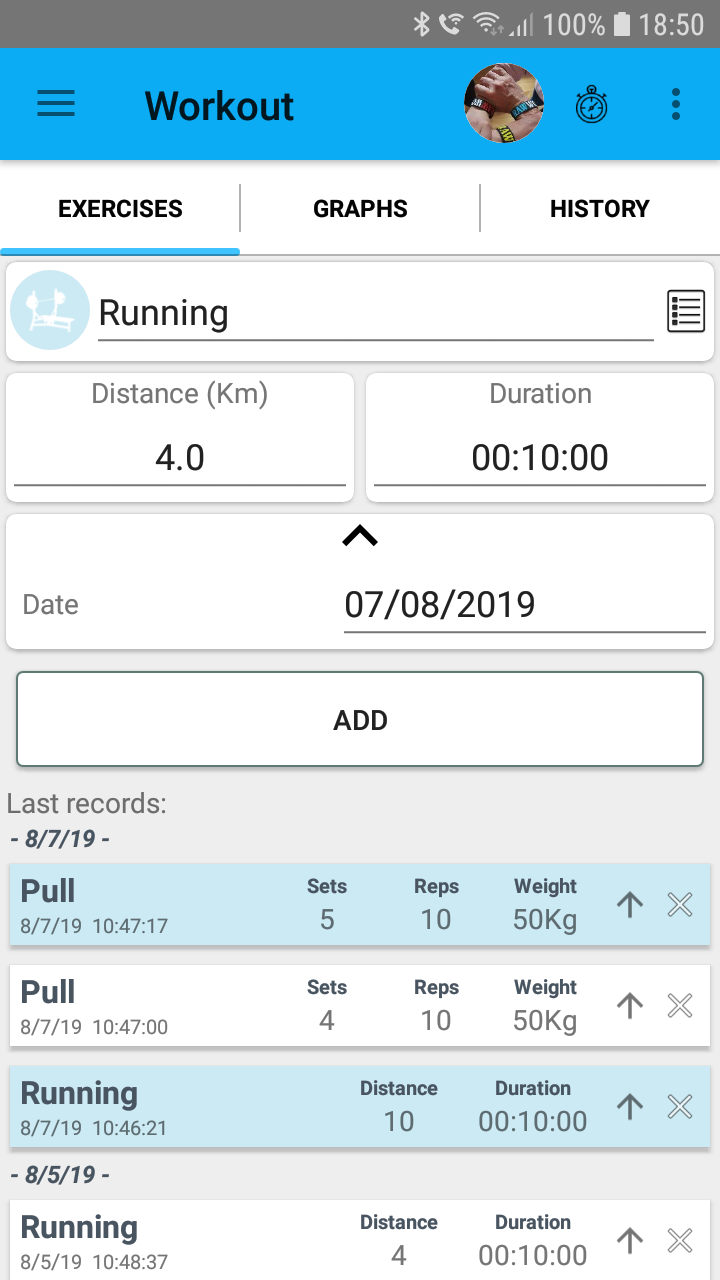 100% 18:50
Workout
EXERCISES GRAPHS HISTORY
Running
Distance (Km) Duration
4.0 00:10:00
Date 07/08/2019
ADD
Last records:
- 8/7/19 -
Pull Sets Reps Weight
8/7/19 10:47:17 5 10 50Kg
Pull Sets Reps Weight
8/7/19 10:47:00 4 10 50Kg
Running Distance Duration
8/7/19 10:46:21 10 00:10:00
- 8/5/19 -
Running Distance Duration
8/5/19 10:48:37 4 00:10:00